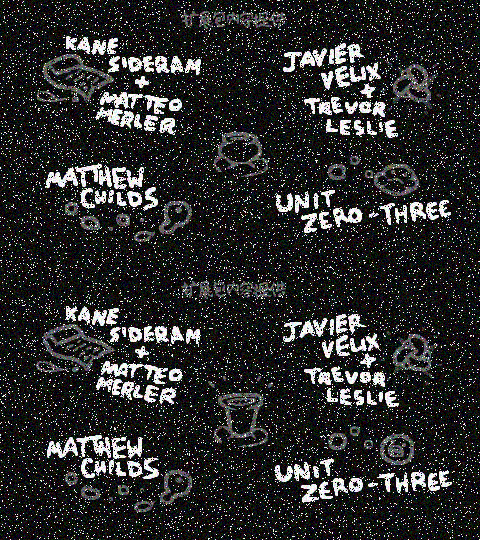 KANE
SIDERAM
+
MATTEO
MERLER
JAVIER
VELIX
+
TREVOR
LESLIE
MATTHEW
CHILDS
UNIT
ZERO-THREE
KANE
SIDERAM
+
MATTEO
MERLER
JAVIER
VELIX
+
TREVOR
LESLIE
MATTHEW
CHILDS
UNIT
ZERO-THREE